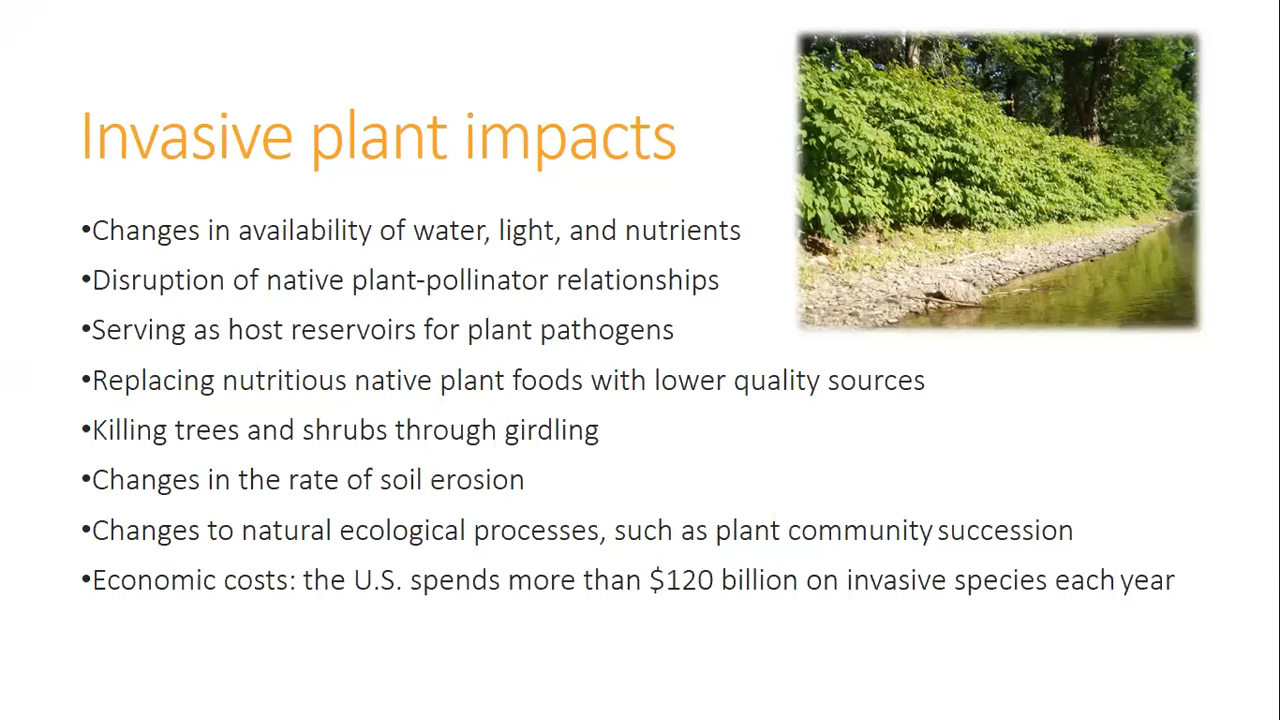 Invasive plant impacts
•Changes in availability of water, light, and nutrients
•Disruption of native plant-pollinator relationships
•Serving as host reservoirs for plant pathogens
•Replacing nutritious native plant foods with lower quality sources
•Killing trees and shrubs through girdling
•Changes in the rate of soil erosion
•Changes to natural ecological processes, such as plant community succession
•Economic costs: the U.S. spends more than $120 billion on invasive species each year